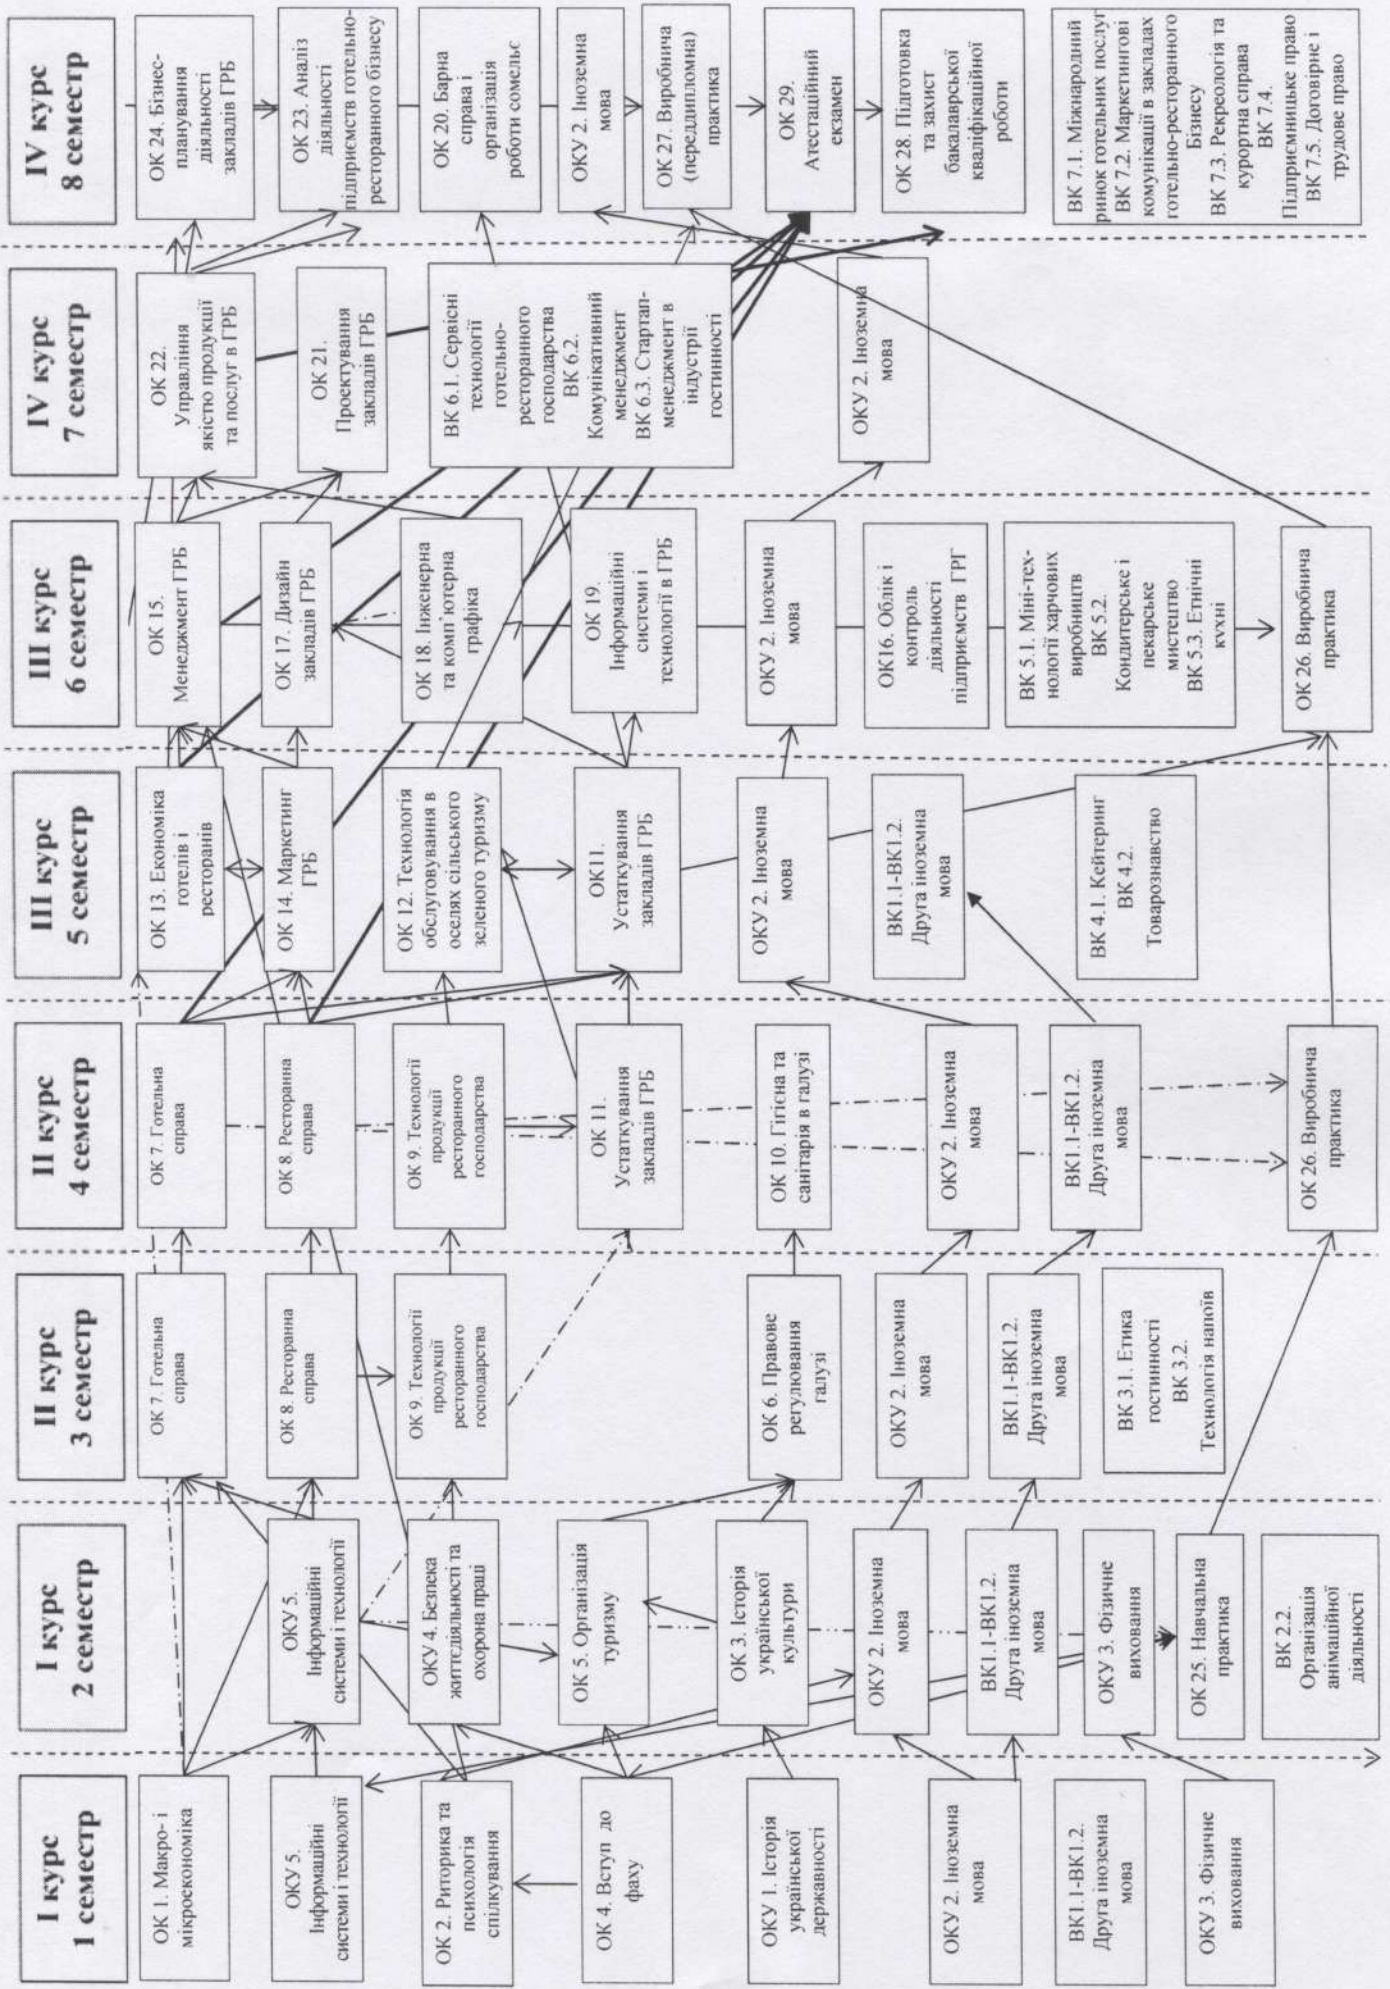 І курс
1 семестр
ОК 1. Макро- і
мікроекономіка
ОКУ 5.
Інформаційні
системи і технології
ОК 2. Риторика та
психологія
спілкування
ОК 4. Вступ до
фаху
ОКУ 1. Історія
української
державності
ОКУ 2. Іноземна
мова
ВК1.1-ВК1.2.
Друга іноземна
мова
ОКУ 3. Фізичне
виховання
І курс
2 семестр
ОКУ 5.
Інформаційні
системи і технології
ОКУ 4. Безпека
життєдіяльності та
охорона праці
ОК 5. Організація
туризму
ОК 3. Історія
української
культури
ОКУ 2. Іноземна
мова
ВК1.1-ВК1.2.
Друга іноземна
мова
ОКУ 3. Фізичне
виховання
ОК 25. Навчальна
практика
ВК 2.2.
Організація
анімаційної
діяльності
ІІ курс
3 семестр
ОК 7. Готельна
справа
ОК 8. Ресторанна
справа
ОК 9. Технології
продукції
ресторанного
господарства
ОК 6. Правове
регулювання
галузі
ОКУ 2. Іноземна
мова
ВК1.1-ВК1.2.
Друга іноземна
мова
ВК 3.1. Етика
гостинності
ВК 3.2.
Технологія напоїв
ІІ курс
4 семестр
ОК 7. Готельна
справа
ОК 8. Ресторанна
справа
ОК 9. Технології
продукції
ресторанного
господарства
ОК 11.
Устаткування
закладів ГРБ
ОК 10. Гігієна та
санітарія в галузі
ОКУ 2. Іноземна
мова
ВК1.1-ВК1.2.
Друга іноземна
мова
ОК 26. Виробнича
практика
ІІІ курс
5 семестр
ОК 13. Економіка
готелів і
ресторанів
ОК 14. Маркетинг
ГРБ
ОК 12. Технологія
обслуговування в
оселях сільського
зеленого туризму
ОК11.
Устаткування
закладів ГРБ
ОКУ 2. Іноземна
мова
ВК1.1-ВК1.2.
Друга іноземна
мова
ВК 4.1. Кейтеринг
ВК 4.2.
Товарознавство
ІІІ курс
6 семестр
ОК 15.
Менеджмент ГРБ
ОК 17. Дизайн
закладів ГРБ
ОК 18. Інженерна
та комп`ютерна
графіка
ОК 19.
Інформаційні
системи і
технології в ГРБ
ОКУ 2. Іноземна
мова
ОК16. Облік і
контроль
діяльності
підприємств ГРГ
ВК 5.1. Міні-тех-
нології харчових
виробництв
ВК 5.2.
Кондитерське і
пекарське
мистецтво
ВК 5.3. Етнічні
кухні
ОК 26. Виробнича
практика
ІV курс
7 семестр
ОК 22.
Управління
якістю продукції
та послуг в ГРБ
ОК 21.
Проектування
закладів ГРБ
ВК 6.1. Сервісні
технології
готельно-
ресторанного
господарства
ВК 6.2.
Комунікативний
менеджмент
ВК 6.3. Стартап-
менеджмент в
індустрії
гостинності
ОКУ 2. Іноземна
мова
ІV курс
8 семестр
ОК 24. Бізнес-
планування
діяльності
закладів ГРБ
ОК 23. Аналіз
діяльності
підприємств готельно-
ресторанного бізнесу
ОК 20. Барна
справа і
організація
роботи сомельє
ОКУ 2. Іноземна
мова
ОК 27. Виробнича
(переддипломна)
практика
ОК 29.
Атестаційний
екзамен
ОК 28. Підготовка
та захист
бакалаврської
кваліфікаційної
роботи
ВК 7.1. Міжнародний
ринок готельних послуг
ВК 7.2. Маркетингові
комунікації в закладах
готельно-ресторанного
Бізнесу
ВК 7.3. Рекреологія та
курортна справа
ВК 7.4.
Підприємницьке право
ВК 7.5. Договірне і
трудове право